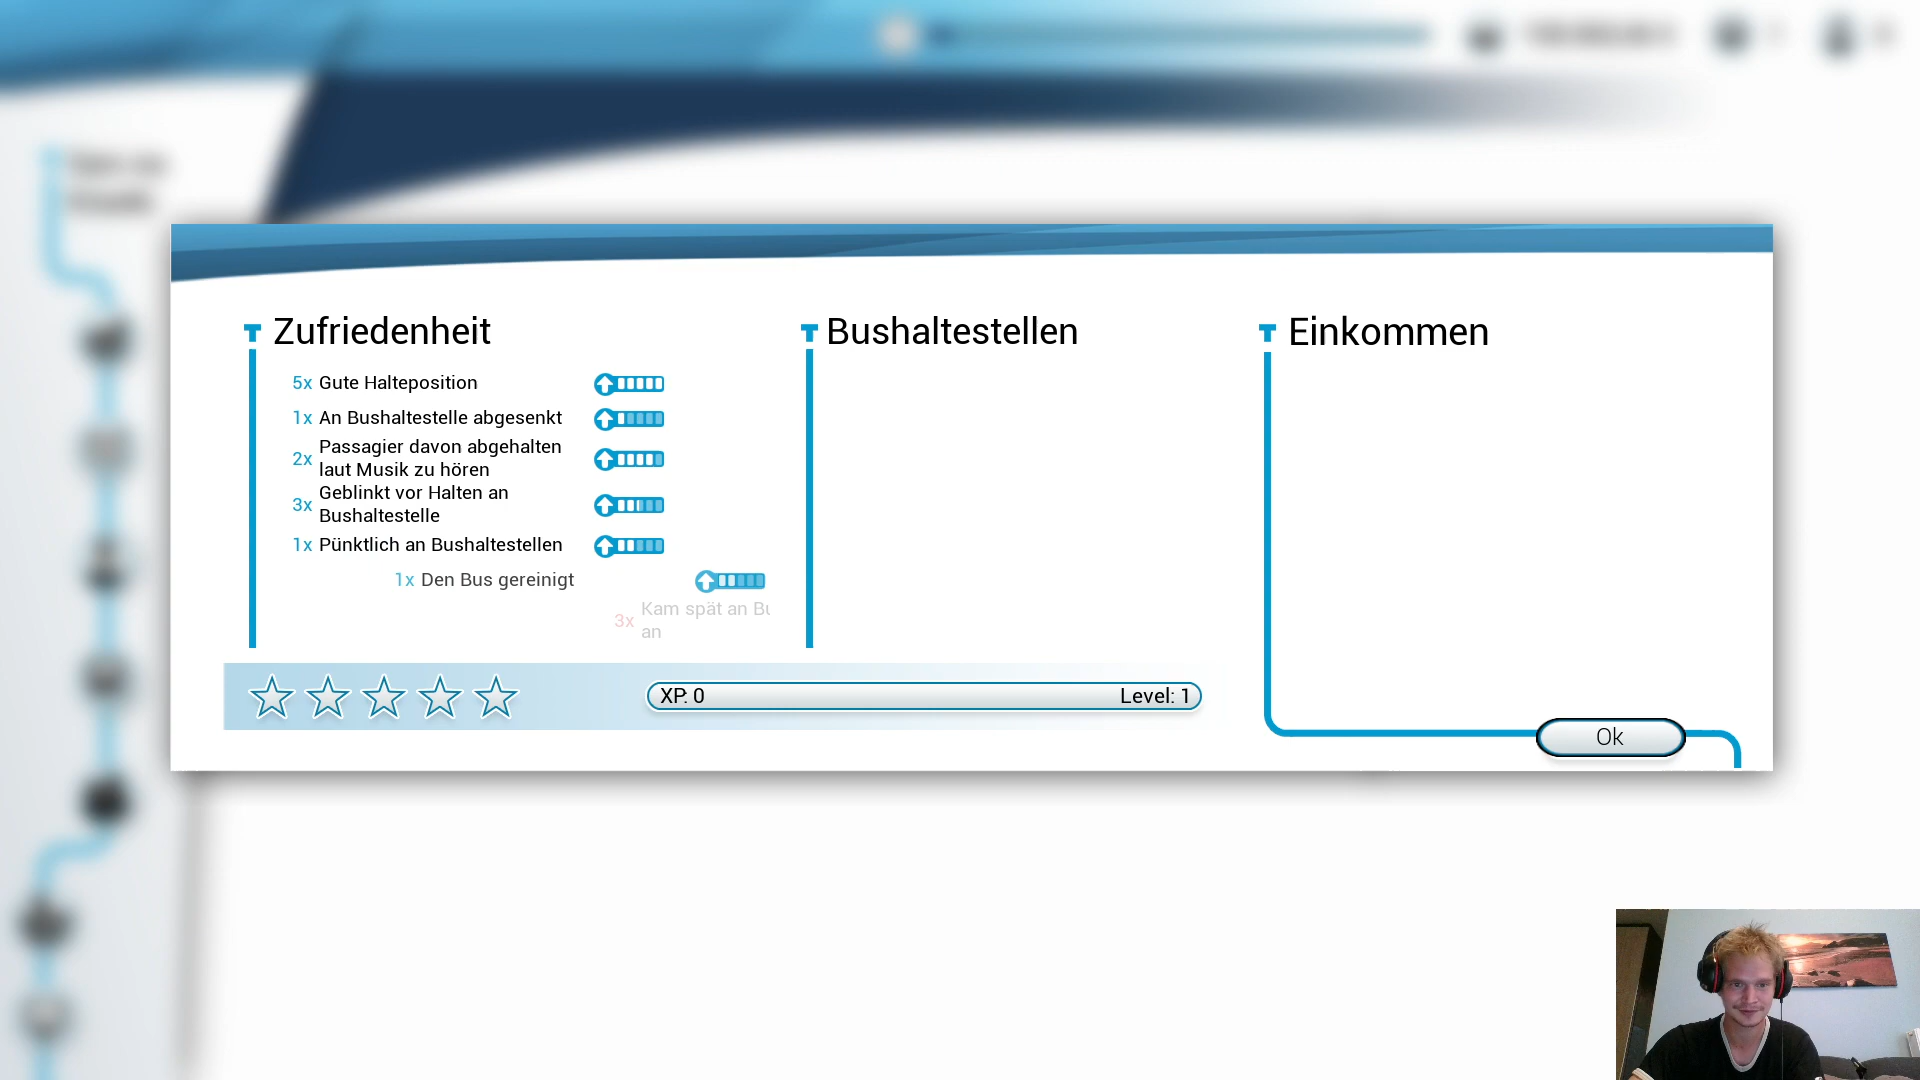 Zufriedenheit
5x Gute Halteposition
1x An Bushaltestelle abgesenkt
2x Passagier davon abgehalten
laut Musik zu hören
3x Geblinkt vor Halten an
Bushaltestelle
1x Pünktlich an Bushaltestellen
1x Den Bus gereinigt
3x Kam spät an Bu
an
Bushaltestellen
Einkommen
XP: 0
Level: 1
Ok